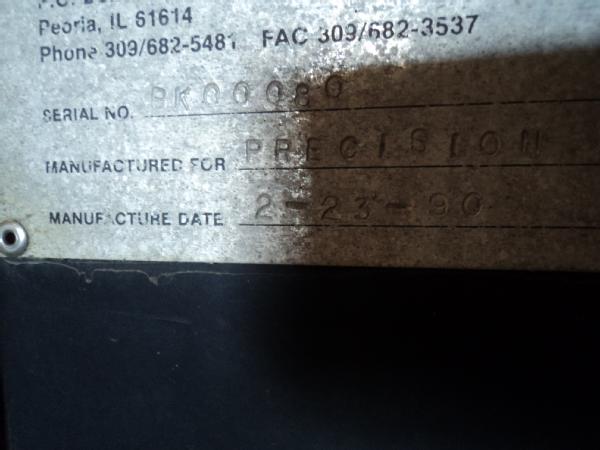 Peoria, IL 61614
Phone 309/682-5481 FAC 309/682-3537
SERIAL NO.
MANUFACTURED FOR PRECISION
MANUFACTURE DATE 2-23-90